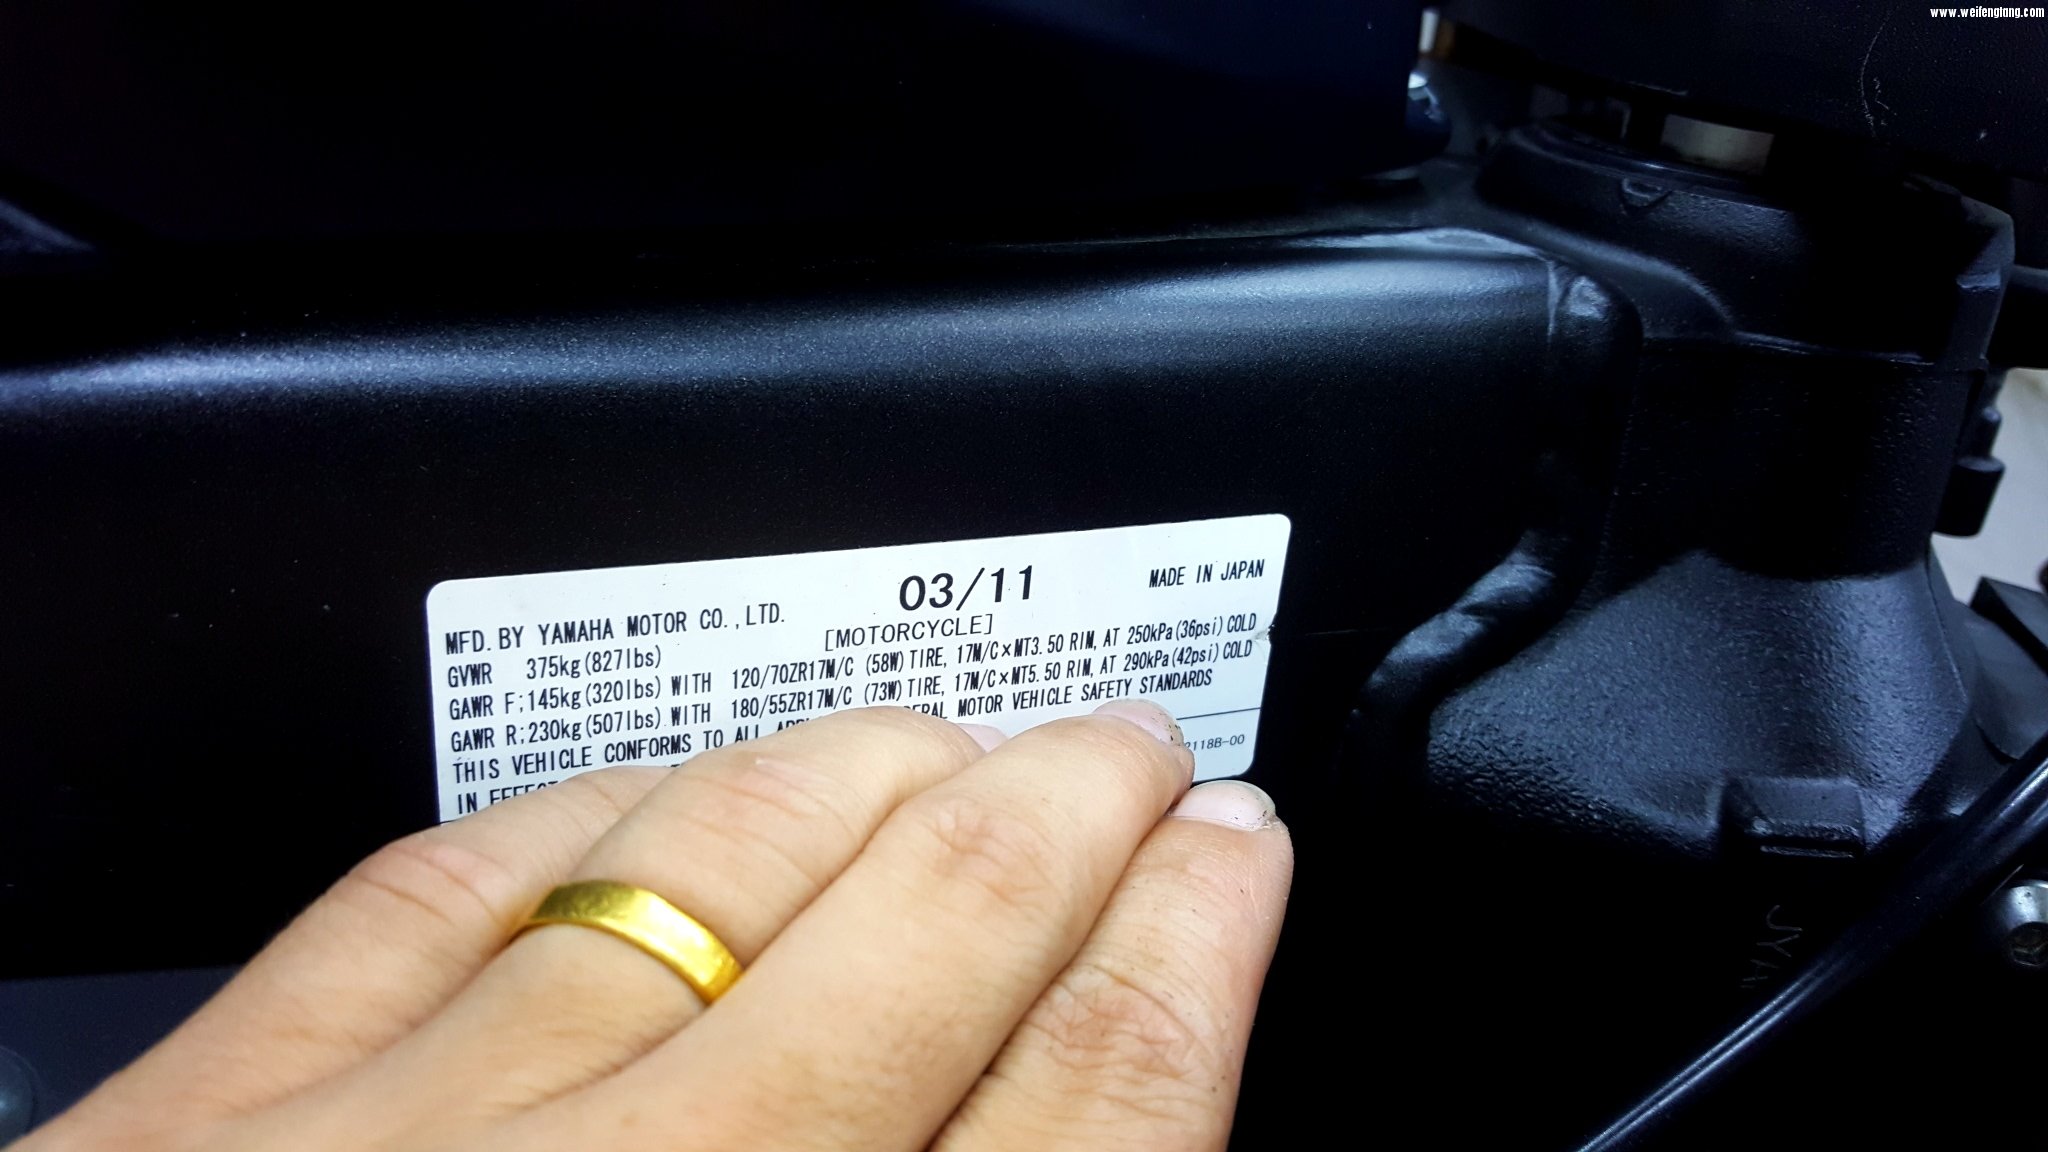 www.weifengtang.com
03/11
MADE IN JAPAN
MFD. BY YAMAHA MOTOR CO.,LTD.
[MOTORCYCLE]
GVWR 375kg(827lbs)
GAWR F;145kg(320lbs) WITH 120/70ZR17M/C (58W) TIRE, 17M/C×MT3.50 RIM, AT 250kPa(36psi) COLD
GAWR R;230kg(507lbs) WITH 180/55ZR17M/C (73W) TIRE, 17M/C×MT5.50 RIM, AT 290kPa(42psi) COLD
THIS VEHICLE CONFORMS TO ALL MOTOR VEHICLE SAFETY STANDARDS
IN
2118B-00
JYA